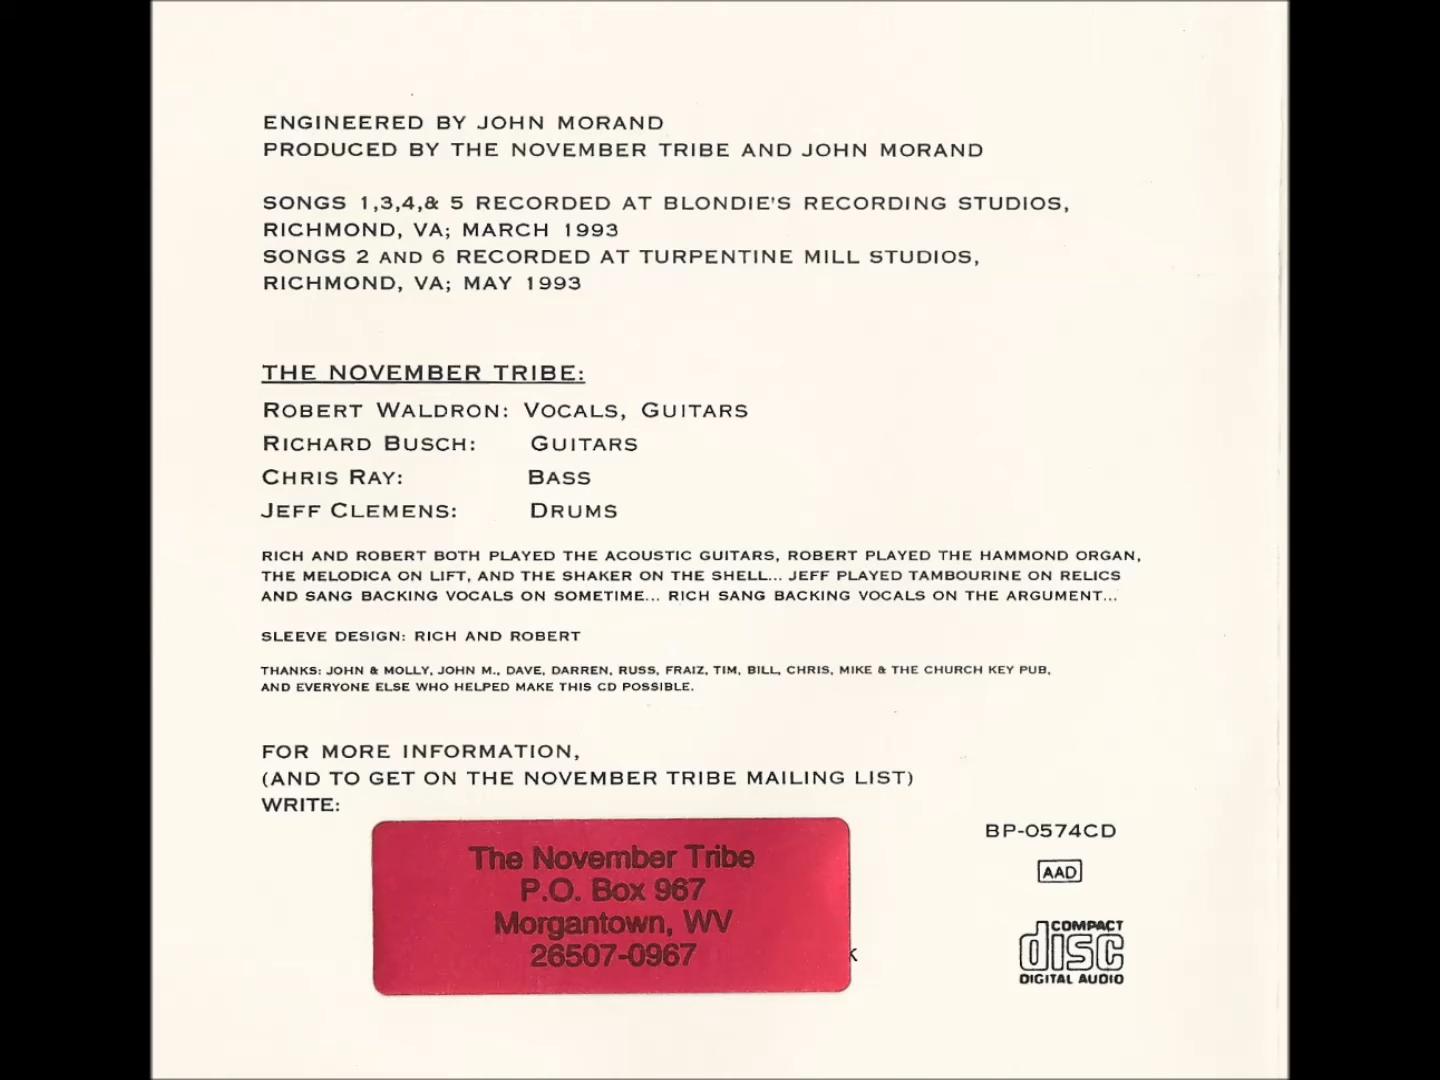 ENGINEERED BY JOHN MORAND
PRODUCED BY THE NOVEMBER TRIBE AND JOHN MORAND
SONGS 1,3,4,& 5 RECORDED AT BLONDIE'S RECORDING STUDIOS,
RICHMOND, VA; MARCH 1993
SONGS 2 AND 6 RECORDED AT TURPENTINE MILL STUDIOS,
RICHMOND, VA; MAY 1993
THE NOVEMBER TRIBE:
ROBERT WALDRON: VOCALS, GUITARS
RICHARD BUSCH: GUITARS
CHRIS RAY: BASS
JEFF CLEMENS: DRUMS
RICH AND ROBERT BOTH PLAYED THE ACOUSTIC GUITARS, ROBERT PLAYED THE HAMMOND ORGAN,
THE MELODICA ON LIFT, AND THE SHAKER ON THE SHELL... JEFF PLAYED TAMBOURINE ON RELICS
AND SANG BACKING VOCALS ON SOMETIME... RICH SANG BACKING VOCALS ON THE ARGUMENT...
SLEEVE DESIGN: RICH AND ROBERT
THANKS: JOHN & MOLLY, JOHN M., DAVE, DARREN, RUSS, FRAIZ, TIM, BILL, CHRIS, MIKE & THE CHURCH KEY PUB,
AND EVERYONE ELSE WHO HELPED MAKE THIS CD POSSIBLE.
FOR MORE INFORMATION,
(AND TO GET ON THE NOVEMBER TRIBE MAILING LIST)
WRITE:
The November Tribe
P.O. Box 967
Morgantown, WV
26507-0967
BP-0574CD
AAD
COMPACT
disc
DIGITAL AUDIO